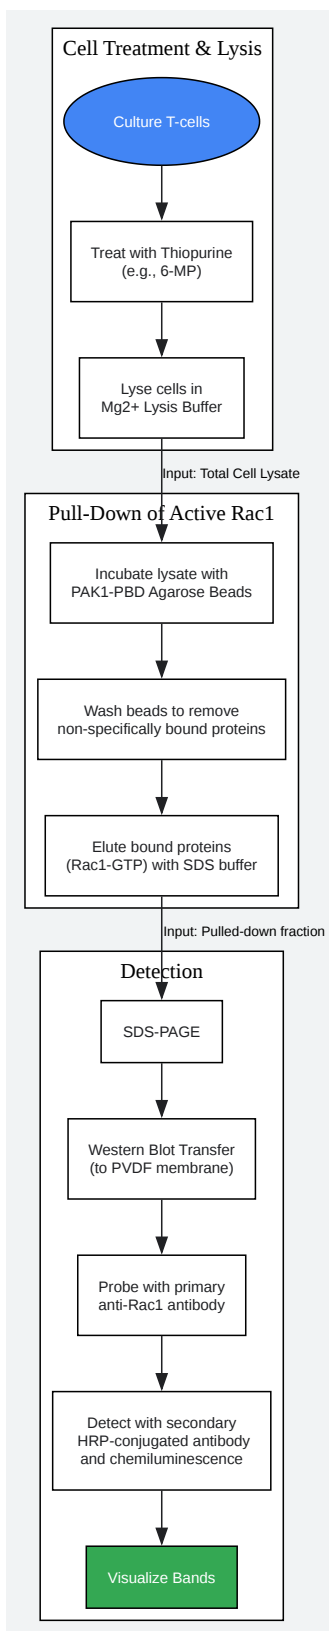 Cell Treatment & Lysis
Culture T-cells
Treat with Thiopurine
(e.g., 6-MP)
Lyse cells in
Mg2+ Lysis Buffer
Input: Total Cell Lysate
Pull-Down of Active Rac1
Incubate lysate with
PAK1-PBD Agarose Beads
Wash beads to remove
non-specifically bound proteins
Elute bound proteins
(Rac1-GTP) with SDS buffer
Input: Pulled-down fraction
Detection
SDS-PAGE
Western Blot Transfer
(to PVDF membrane)
Probe with primary
anti-Rac1 antibody
Detect with secondary
HRP-conjugated antibody
and chemiluminescence
Visualize Bands